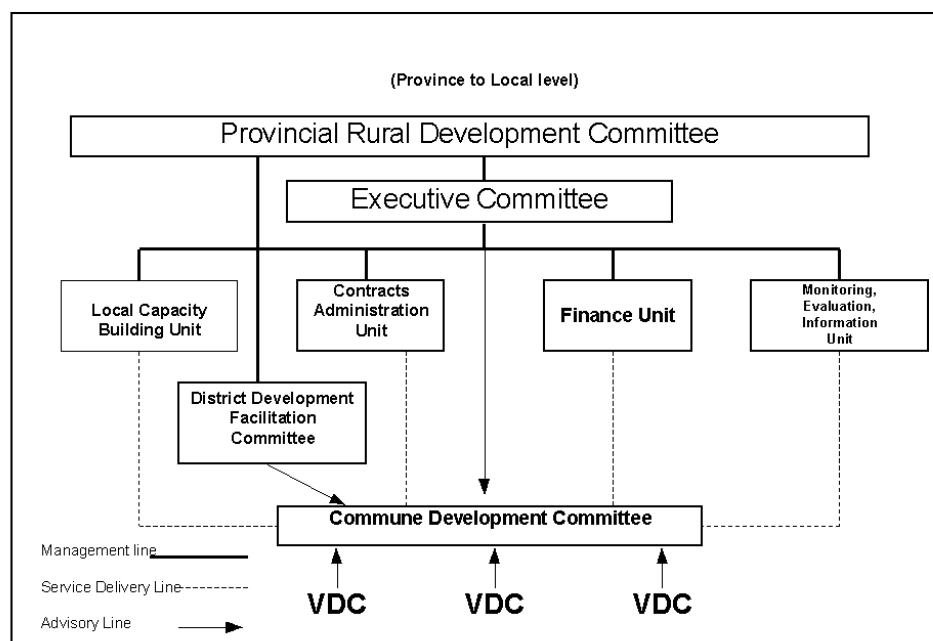 (Province to Local level)
Provincial Rural Development Committee
Executive Committee
Local Capacity
Building Unit
Contracts
Administration
Unit
Finance Unit
Monitoring,
Evaluation,
Information
Unit
District Development
Facilitation
Committee
Commune Development Committee
Management line
Service Delivery Line
Advisory Line
VDC
VDC
VDC